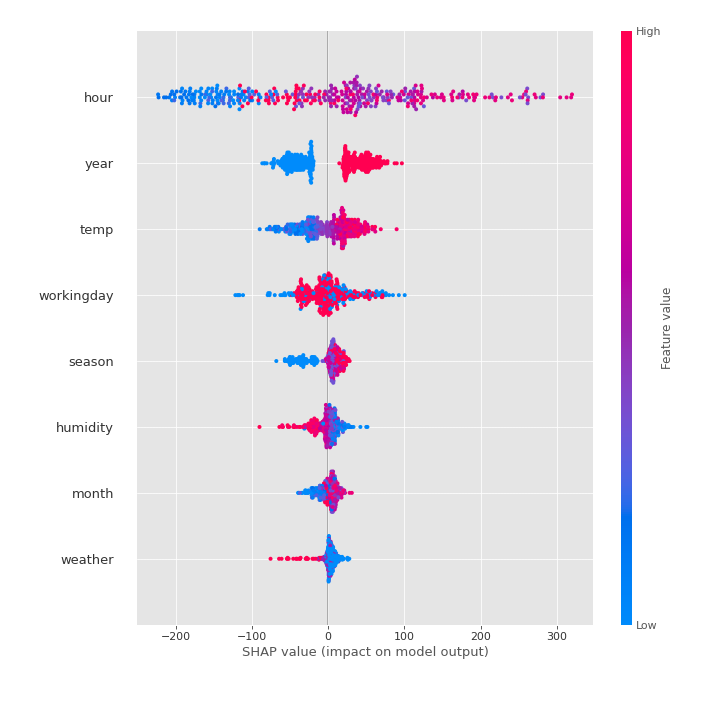 High
hour
year
temp
workingday
season
humidity
month
weather
Feature value
Low
−200 −100 0 100 200 300
SHAP value (impact on model output)